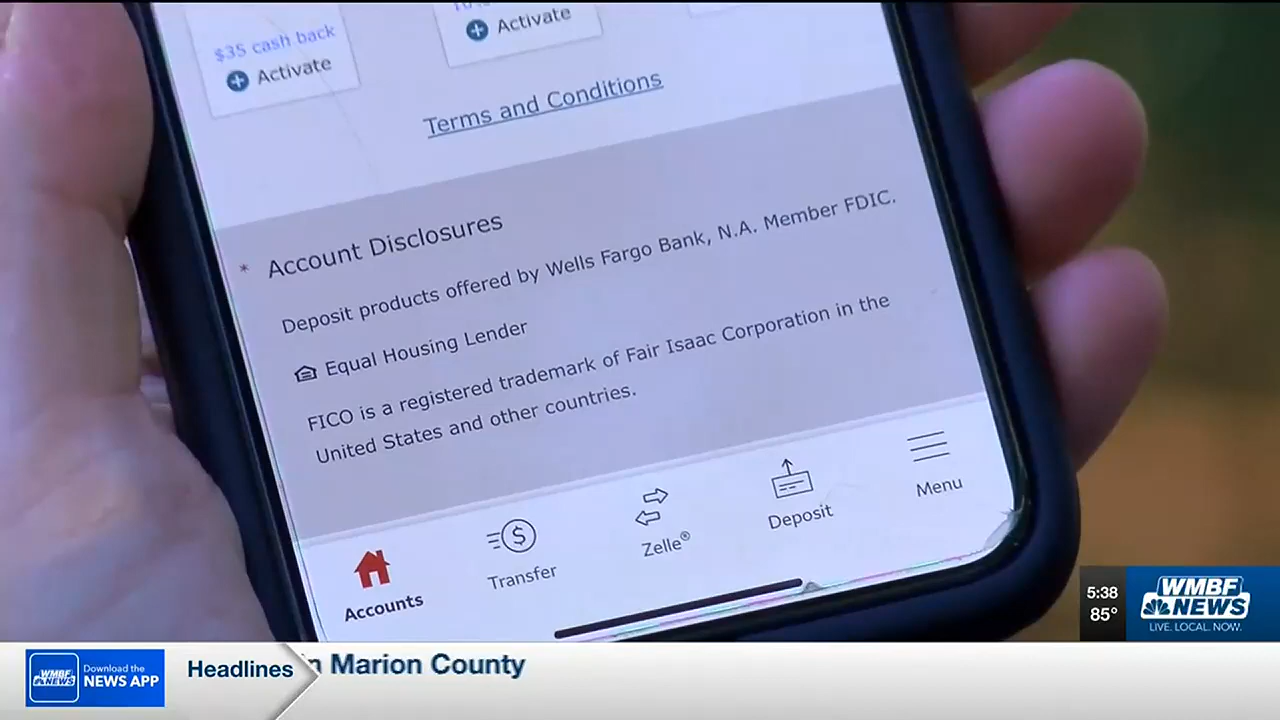 $35 cash back
Activate
Activate
Terms and Conditions
* Account Disclosures
Deposit products offered by Wells Fargo Bank, N.A. Member FDIC.
Equal Housing Lender
FICO is a registered trademark of Fair Isaac Corporation in the
United States and other countries.
Accounts
Transfer
Zelle®
Deposit
Menu
5:38
85°
WMBF
NEWS
LIVE. LOCAL. NOW.
WMBF
NEWS
Download the
NEWS APP
Headlines
Marion County